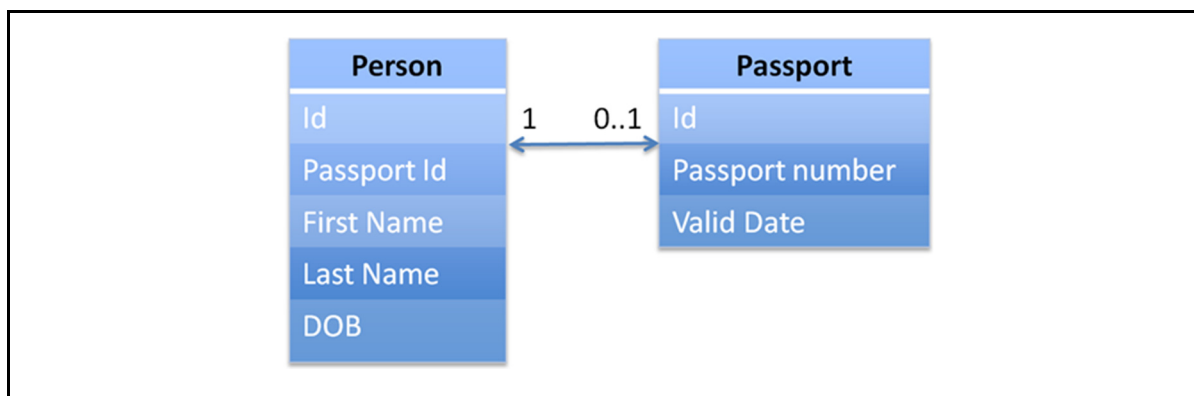 Person
Id
Passport Id
First Name
Last Name
DOB
1 0..1
Passport
Id
Passport number
Valid Date